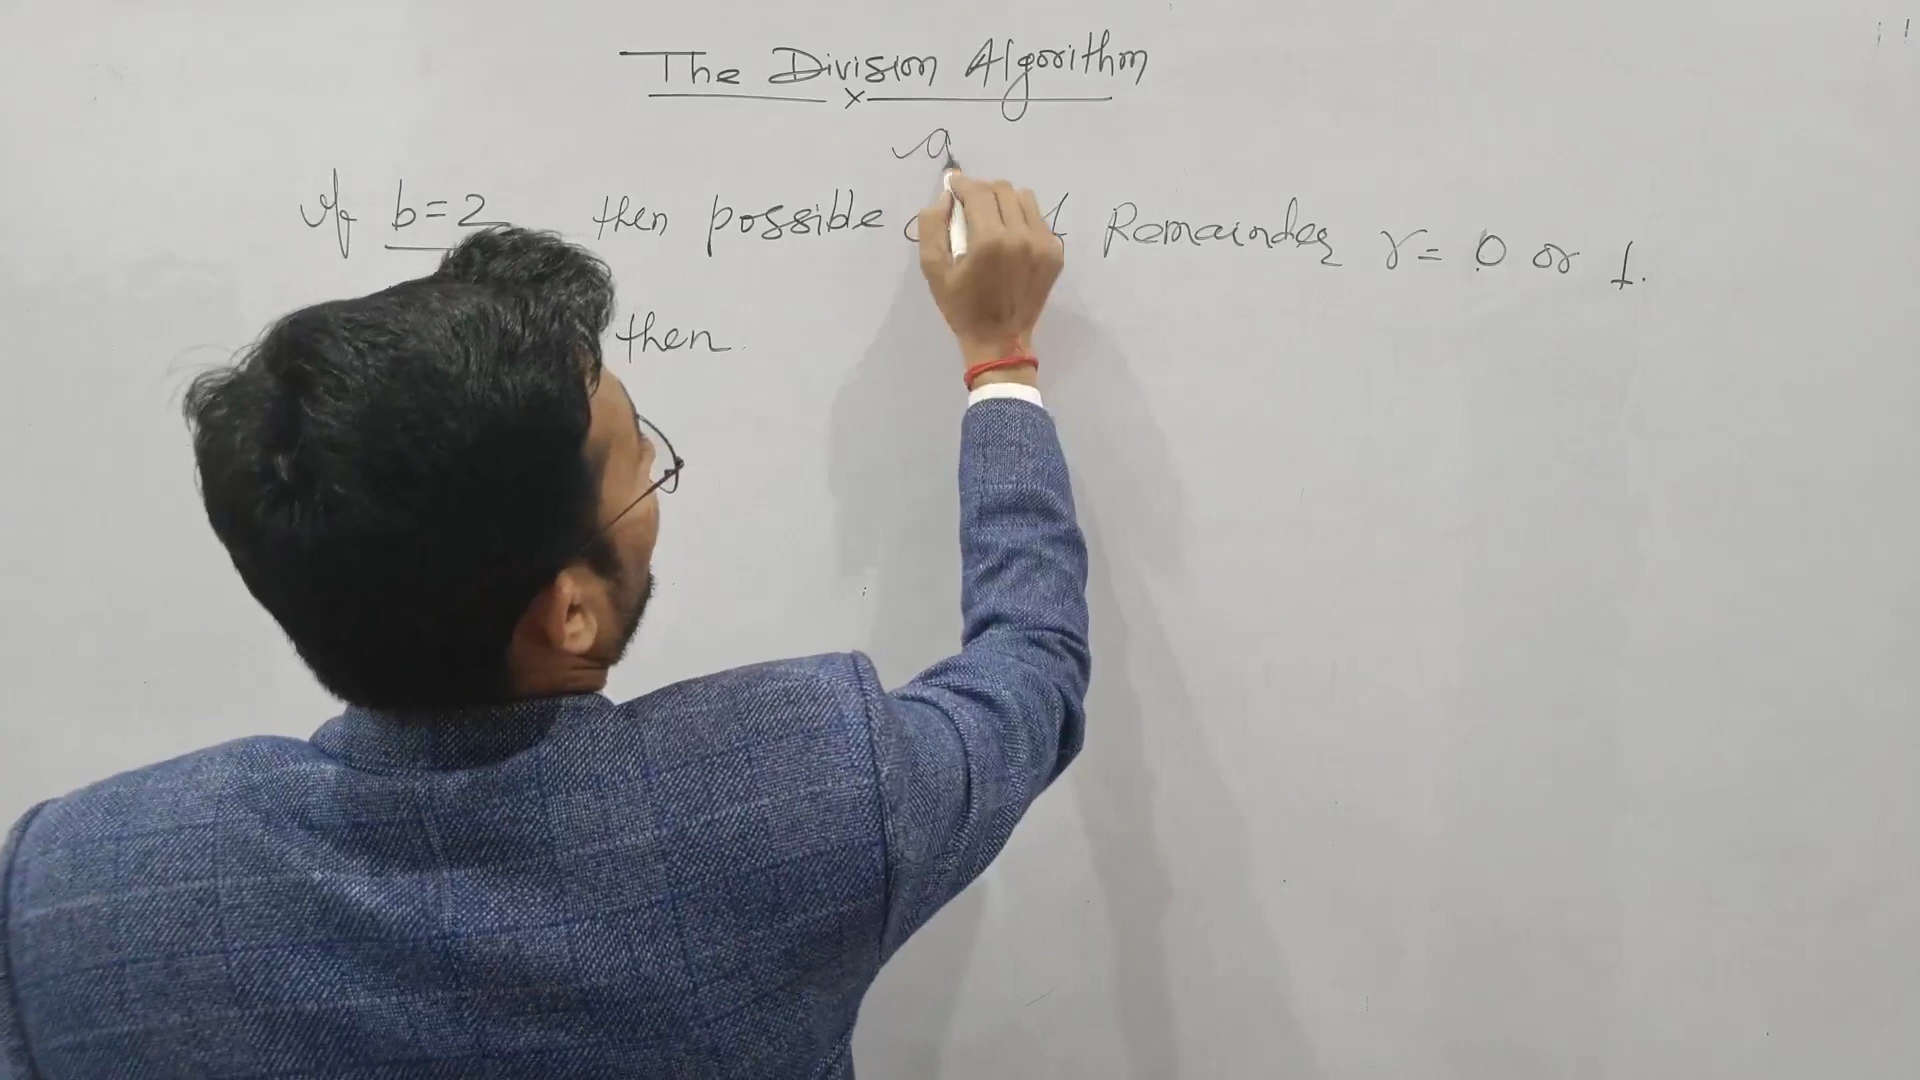 The Division Algorithm
a
If b=2 then possible Remainder r= 0 or 1.
then